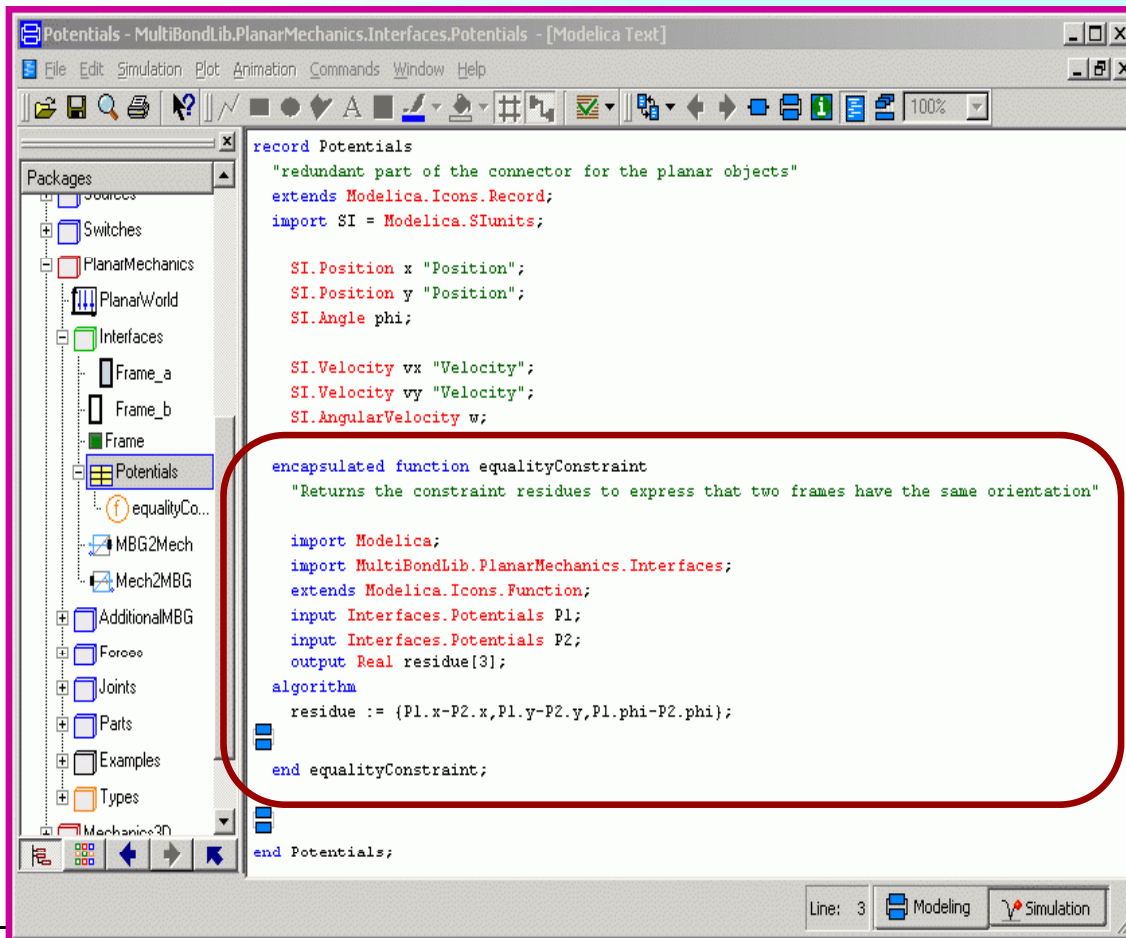 Potentials - MultiBondLib.PlanarMechanics.Interfaces.Potentials - [Modelica Text]
File Edit Simulation Plot Animation Commands Window Help
100%
Packages
Sources
Switches
PlanarMechanics
PlanarWorld
Interfaces
Frame_a
Frame_b
Frame
Potentials
equalityCo...
MBG2Mech
Mech2MBG
AdditionalMBG
Forces
Joints
Parts
Examples
Types
Mechanics3D
record Potentials
"redundant part of the connector for the planar objects"
extends Modelica.Icons.Record;
import SI = Modelica.SIunits;
SI.Position x "Position";
SI.Position y "Position";
SI.Angle phi;
SI.Velocity vx "Velocity";
SI.Velocity vy "Velocity";
SI.AngularVelocity w;
encapsulated function equalityConstraint
"Returns the constraint residues to express that two frames have the same orientation"
import Modelica;
import MultiBondLib.PlanarMechanics.Interfaces;
extends Modelica.Icons.Function;
input Interfaces.Potentials P1;
input Interfaces.Potentials P2;
output Real residue[3];
algorithm
residue := {P1.x-P2.x,P1.y-P2.y,P1.phi-P2.phi};
end equalityConstraint;
end Potentials;
Line: 3
Modeling
Simulation